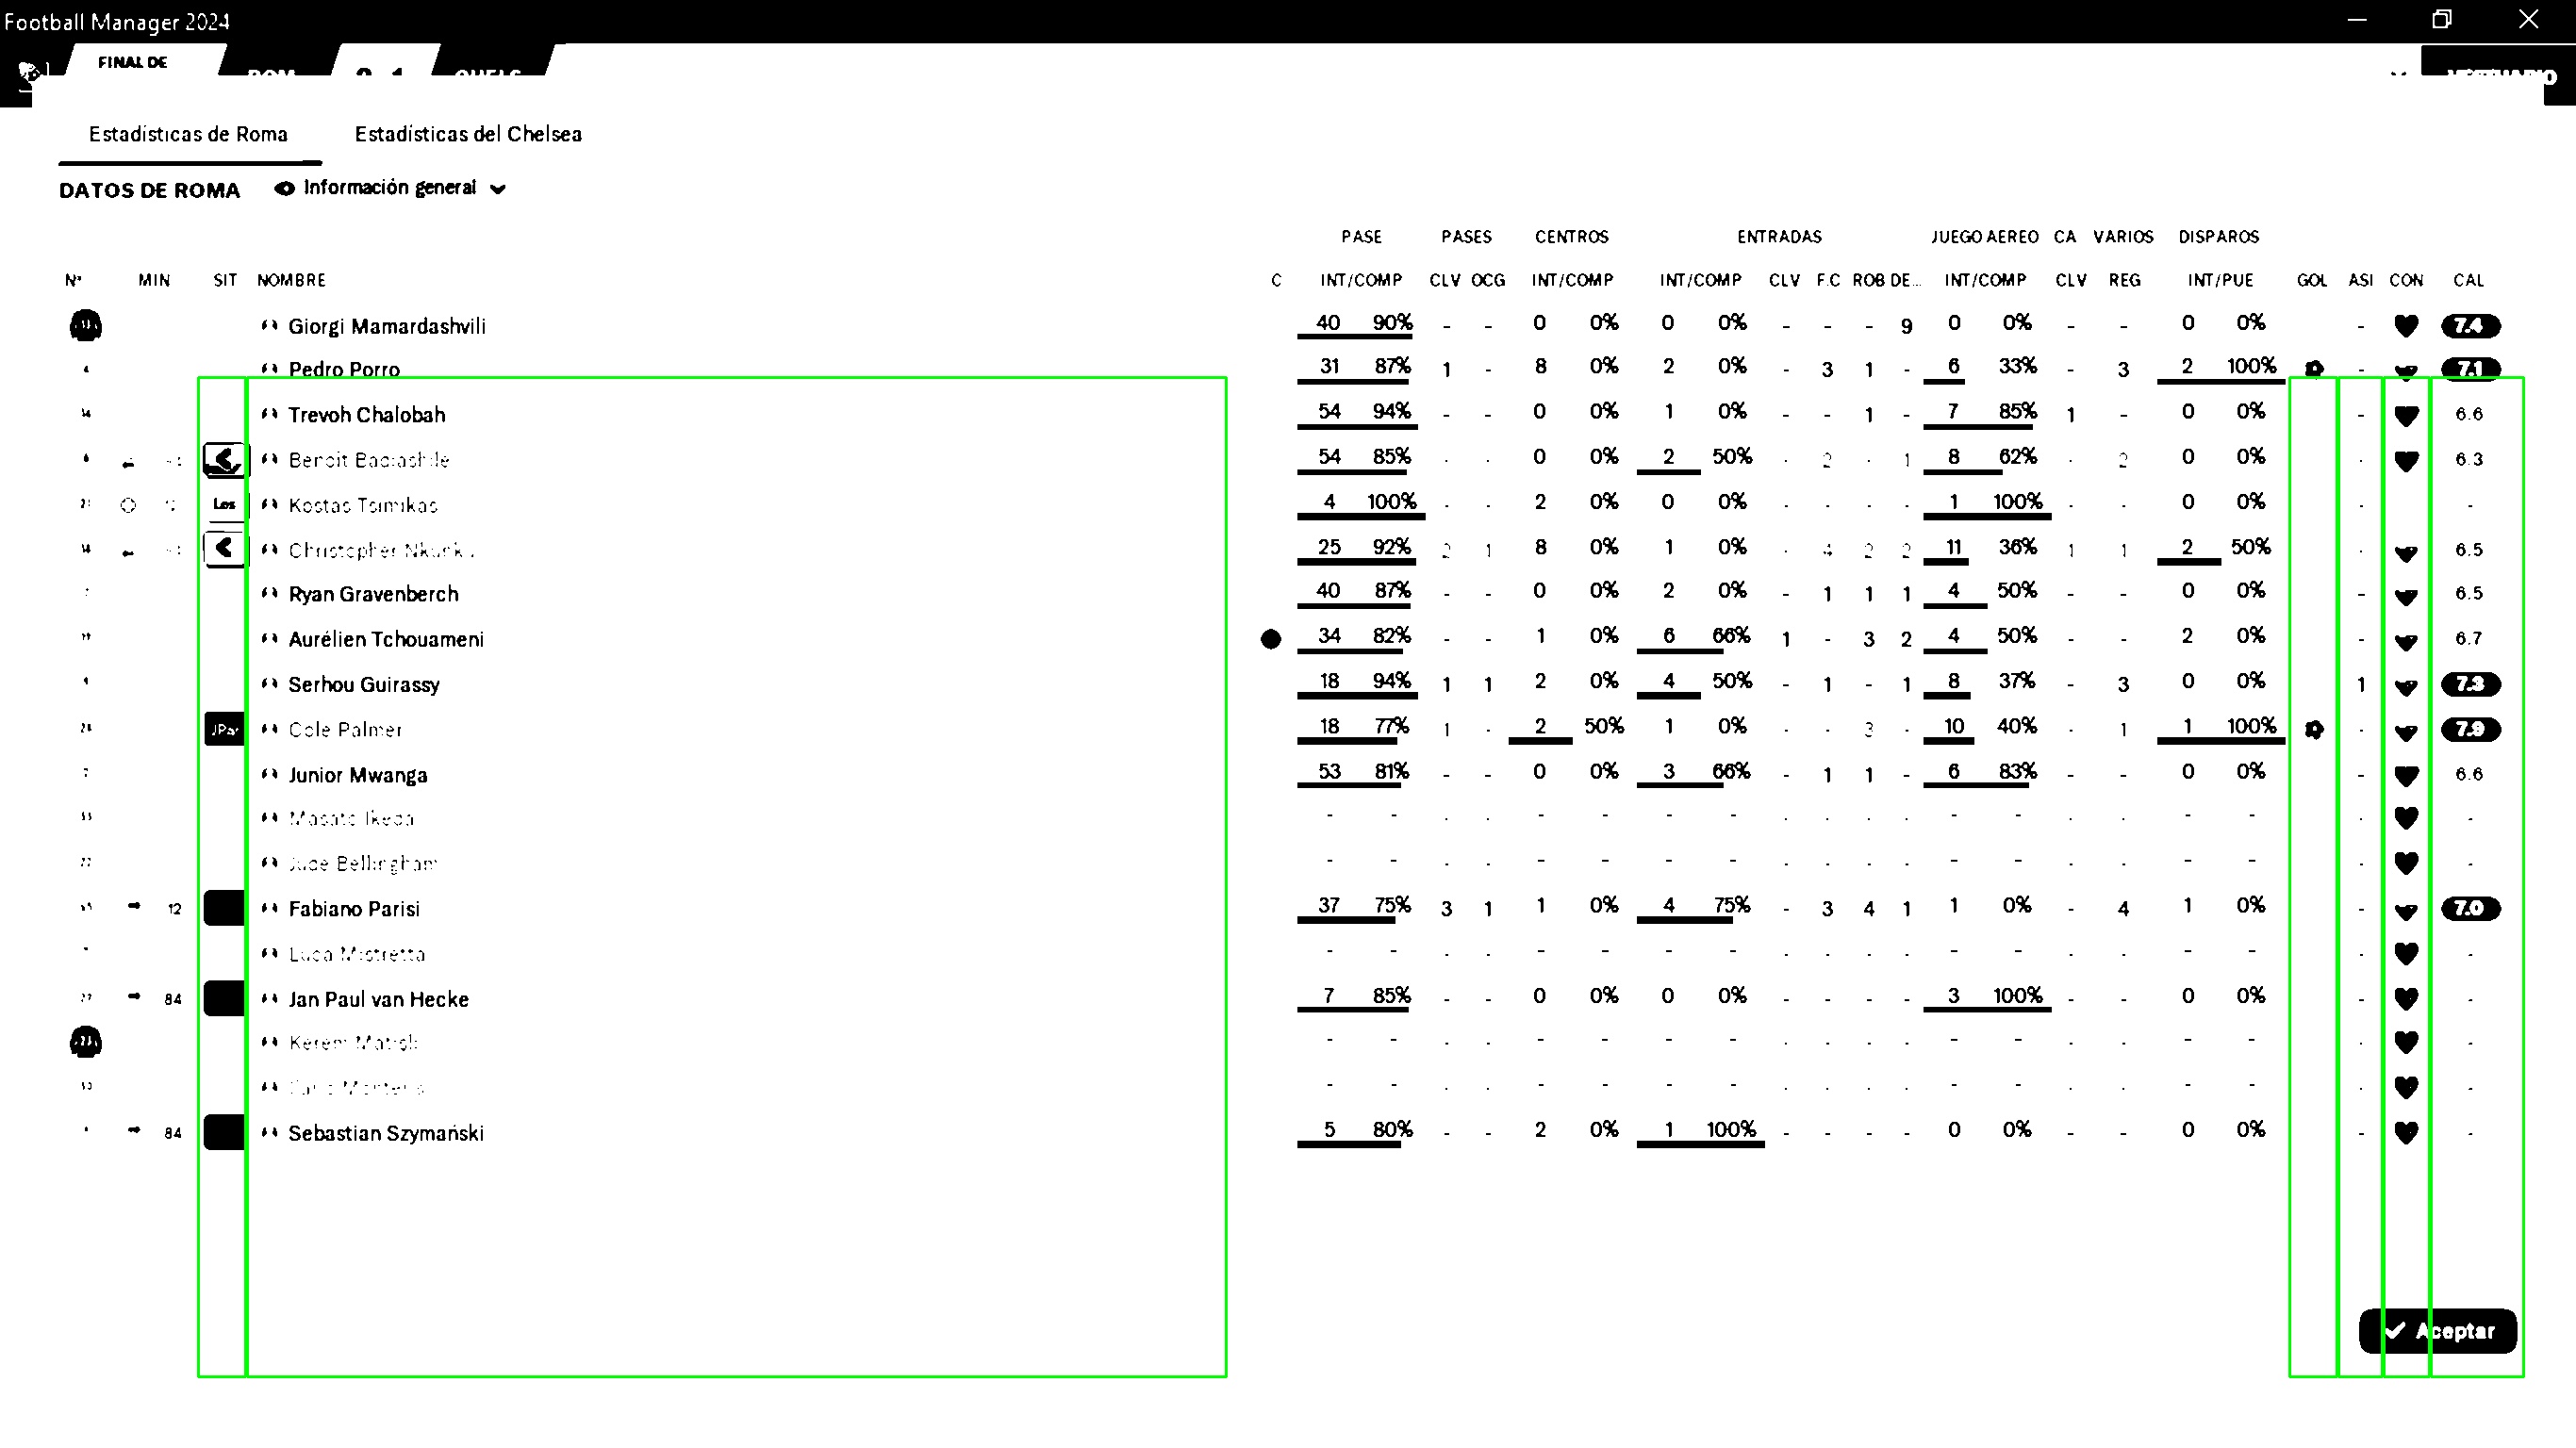 Football Manager 2024
FINAL DE
Estadísticas de Roma Estadísticas del Chelsea
DATOS DE ROMA Información general
PASE PASES CENTROS ENTRADAS JUEGO AEREO CA VARIOS DISPAROS
Nº MIN SIT NOMBRE C INT/COMP CLV OCG INT/COMP INT/COMP CLV F.C ROB DE... INT/COMP CLV REG INT/PUE GOL ASI CON CAL
Giorgi Mamardashvili 40 90% - - 0 0% 0 0% - - - 9 0 0% - - 0 0% - 7.4
Pedro Porro 31 87% 1 - 8 0% 2 0% - 3 1 - 6 33% - 3 2 100% - 7.1
Trevoh Chalobah 54 94% - - 0 0% 1 0% - - 1 - 7 85% 1 - 0 0% - 6.6
Benoit Badiashile 54 85% - - 0 0% 2 50% - 2 - 1 8 62% - 2 0 0% - 6.3
Les Kostas Tsimikas 4 100% - - 2 0% 0 0% - - - - 1 100% - - 0 0% - -
Christopher 25 92% 2 1 8 0% 1 0% - 4 2 2 11 36% 1 1 2 50% - 6.5
Ryan Gravenberch 40 87% - - 0 0% 2 0% - 1 1 1 4 50% - - 0 0% - 6.5
Aurélien Tchouameni 34 82% - - 1 0% 6 66% 1 - 3 2 4 50% - - 2 0% - 6.7
Serhou Guirassy 18 94% 1 1 2 0% 4 50% - 1 - 1 8 37% - 3 0 0% 1 7.3
JPar Cole Palmer 18 77% 1 - 2 50% 1 0% - - 3 - 10 40% - 1 1 100% - 7.9
Junior Mwanga 53 81% - - 0 0% 3 66% - 1 1 - 6 83% - - 0 0% - 6.6
Masato Ikeda - - - - - - - - - - - - - - - - - - - -
Jude Bellingham - - - - - - - - - - - - - - - - - - - -
12 Fabiano Parisi 37 75% 3 1 1 0% 4 75% - 3 4 1 1 0% - 4 1 0% - 7.0
Luca Mistretta - - - - - - - - - - - - - - - - - - - -
84 Jan Paul van Hecke 7 85% - - 0 0% 0 0% - - - - 3 100% - - 0 0% - -
Kerem - - - - - - - - - - - - - - - - - - - -
- - - - - - - - - - - - - - - - - - - -
84 Sebastian Szymański 5 80% - - 2 0% 1 100% - - - - 0 0% - - 0 0% - -
Aceptar